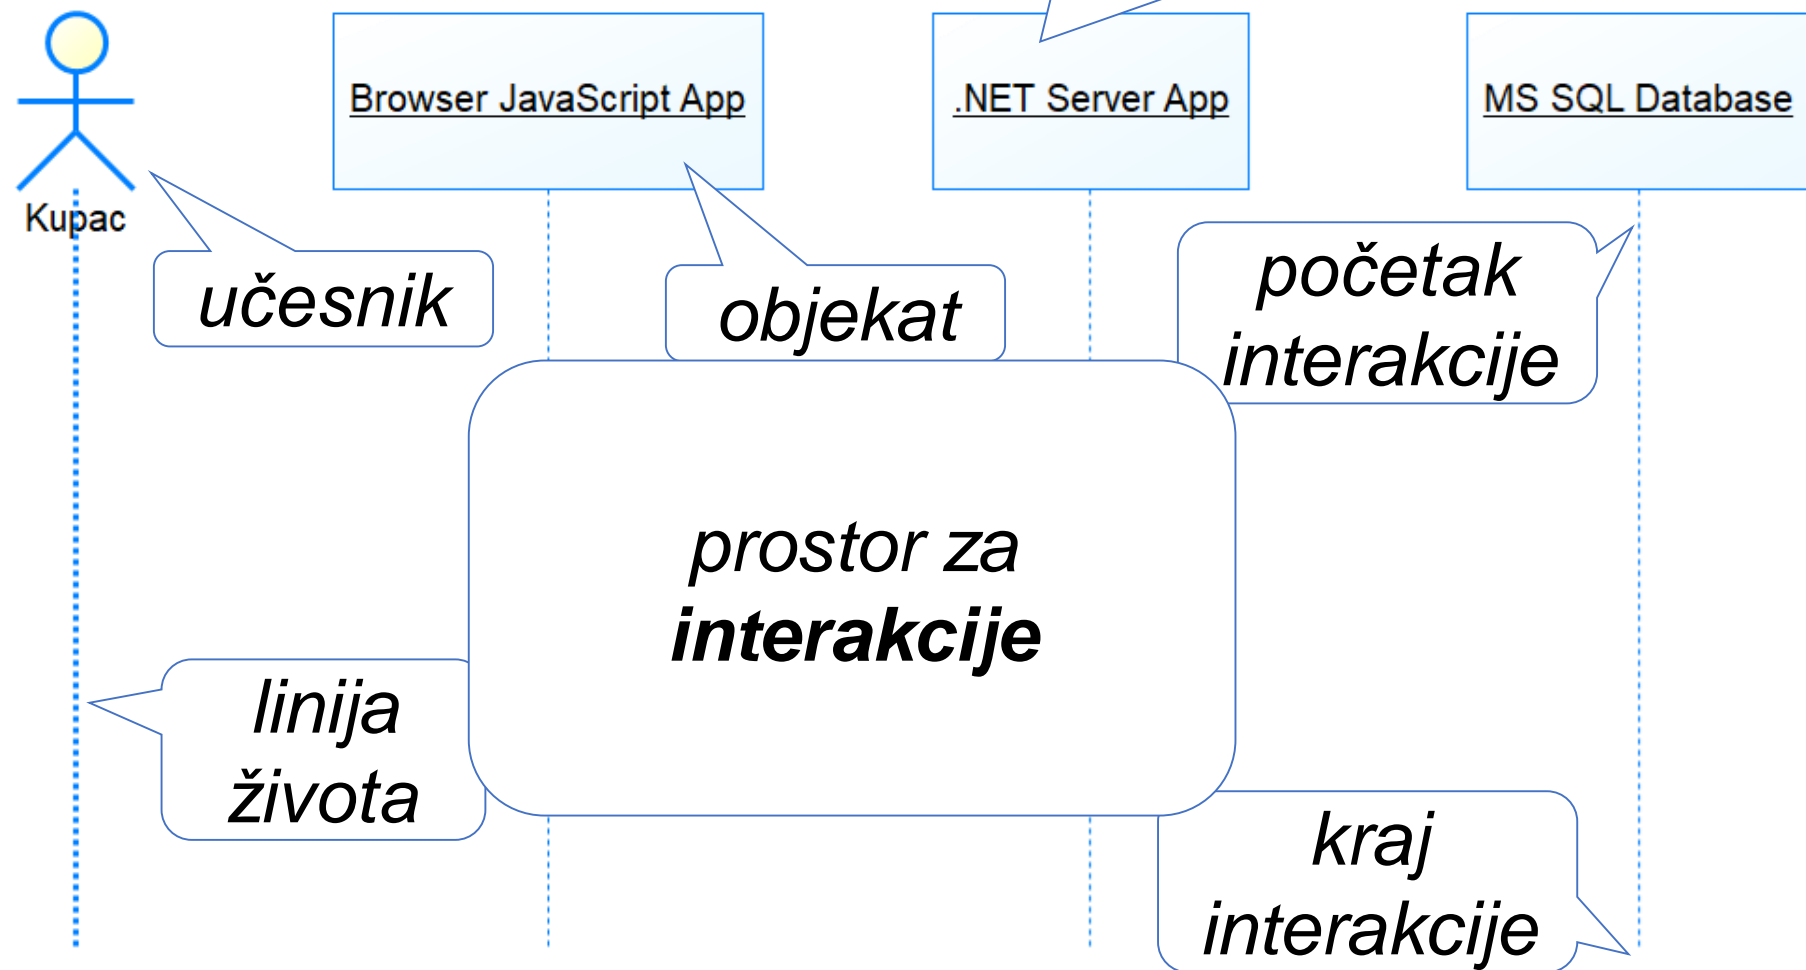 Browser JavaScript App
.NET Server App
MS SQL Database
Kupac
učesnik
objekat
početak
interakcije
prostor za
interakcije
linija
života
kraj
interakcije